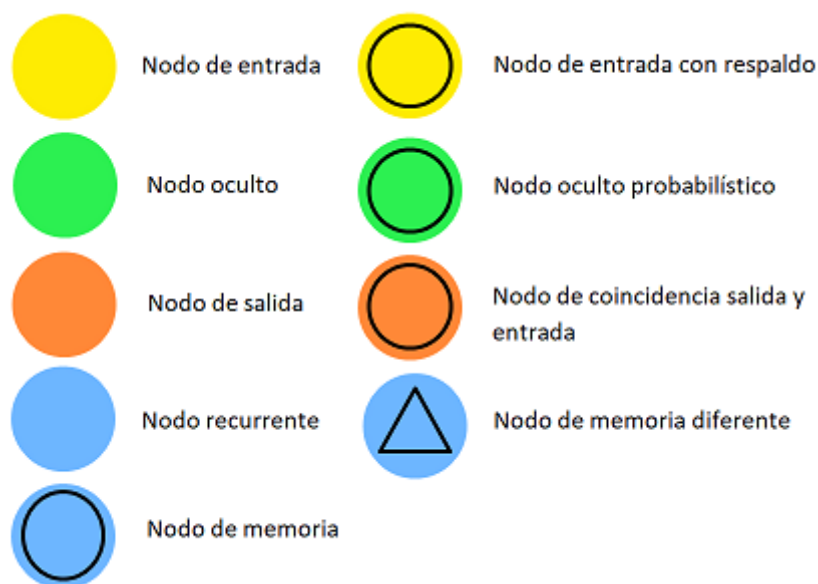 Nodo de entrada
Nodo de entrada con respaldo
Nodo oculto
Nodo oculto probabilístico
Nodo de salida
Nodo de coincidencia salida y
entrada
Nodo recurrente
Nodo de memoria diferente
Nodo de memoria